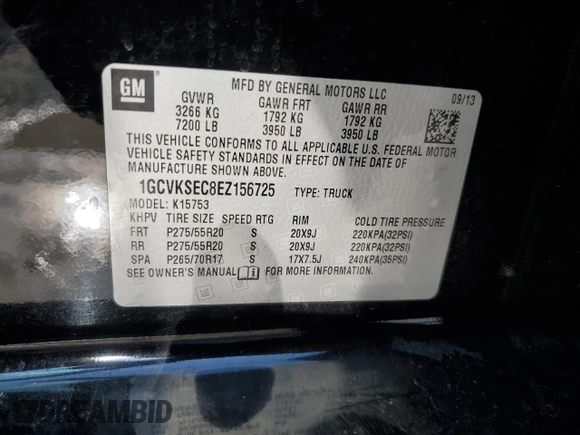 GM
MFD BY GENERAL MOTORS LLC
09/13
GVWR GAWR FRT GAWR RR
3266 KG 1792 KG 1792 KG
7200 LB 3950 LB 3950 LB
THIS VEHICLE CONFORMS TO ALL APPLICABLE U.S. FEDERAL MOTOR
VEHICLE SAFETY STANDARDS IN EFFECT ON THE DATE OF
MANUFACTURE SHOWN ABOVE.
1GCVKSEC8EZ156725 TYPE: TRUCK
MODEL: K15753
KHPV TIRE SIZE SPEED RTG RIM COLD TIRE PRESSURE
FRT P275/55R20 S 20X9J 220KPA(32PSI)
RR P275/55R20 S 20X9J 220KPA(32PSI)
SPA P265/70R17 S 17X7.5J 240KPA(35PSI)
SEE OWNER'S MANUAL FOR MORE INFORMATION
DREAMBID